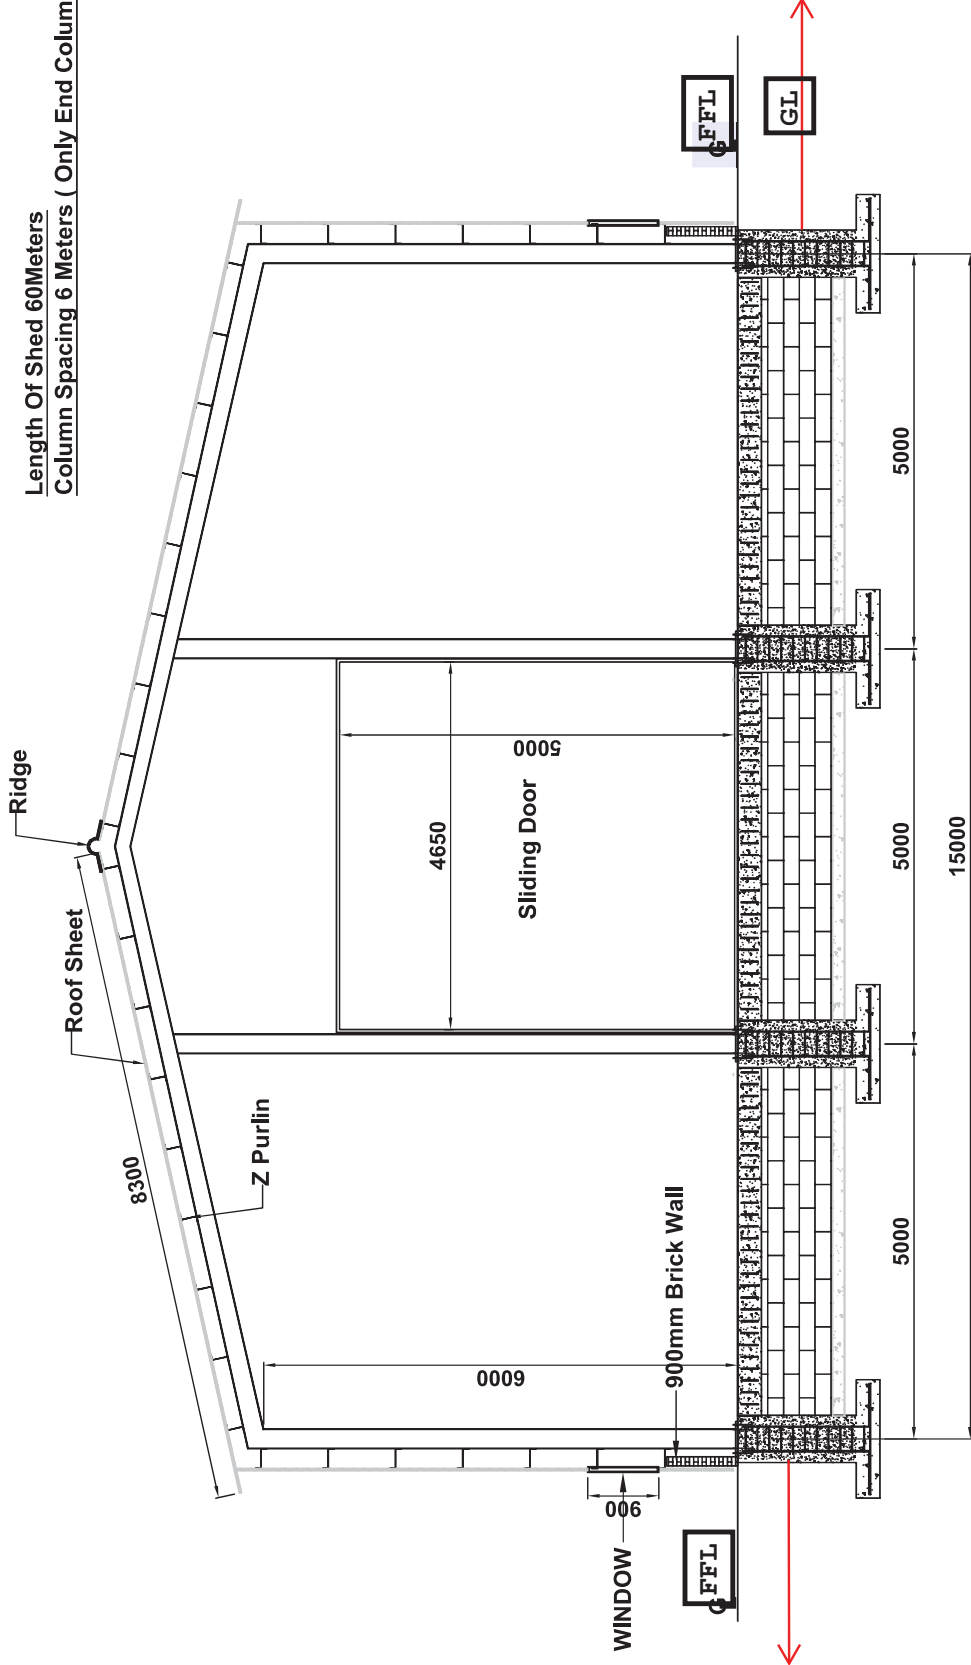 Length Of Shed 60Meters
Column Spacing 6 Meters ( Only End Colum
Ridge
Roof Sheet
8300
Z Purlin
4650
5000
Sliding Door
6000
900mm Brick Wall
900
WINDOW
G
FFL
G
FFL
GL
5000
5000
5000
15000